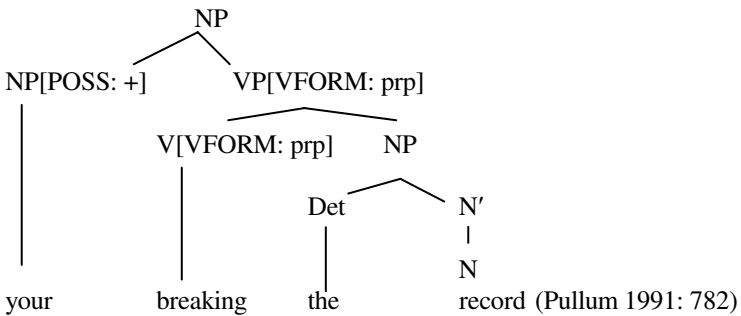 NP
NP[POSS: +] VP[VFORM: prp]
V[VFORM: prp] NP
Det N′
N
your breaking the record (Pullum 1991: 782)